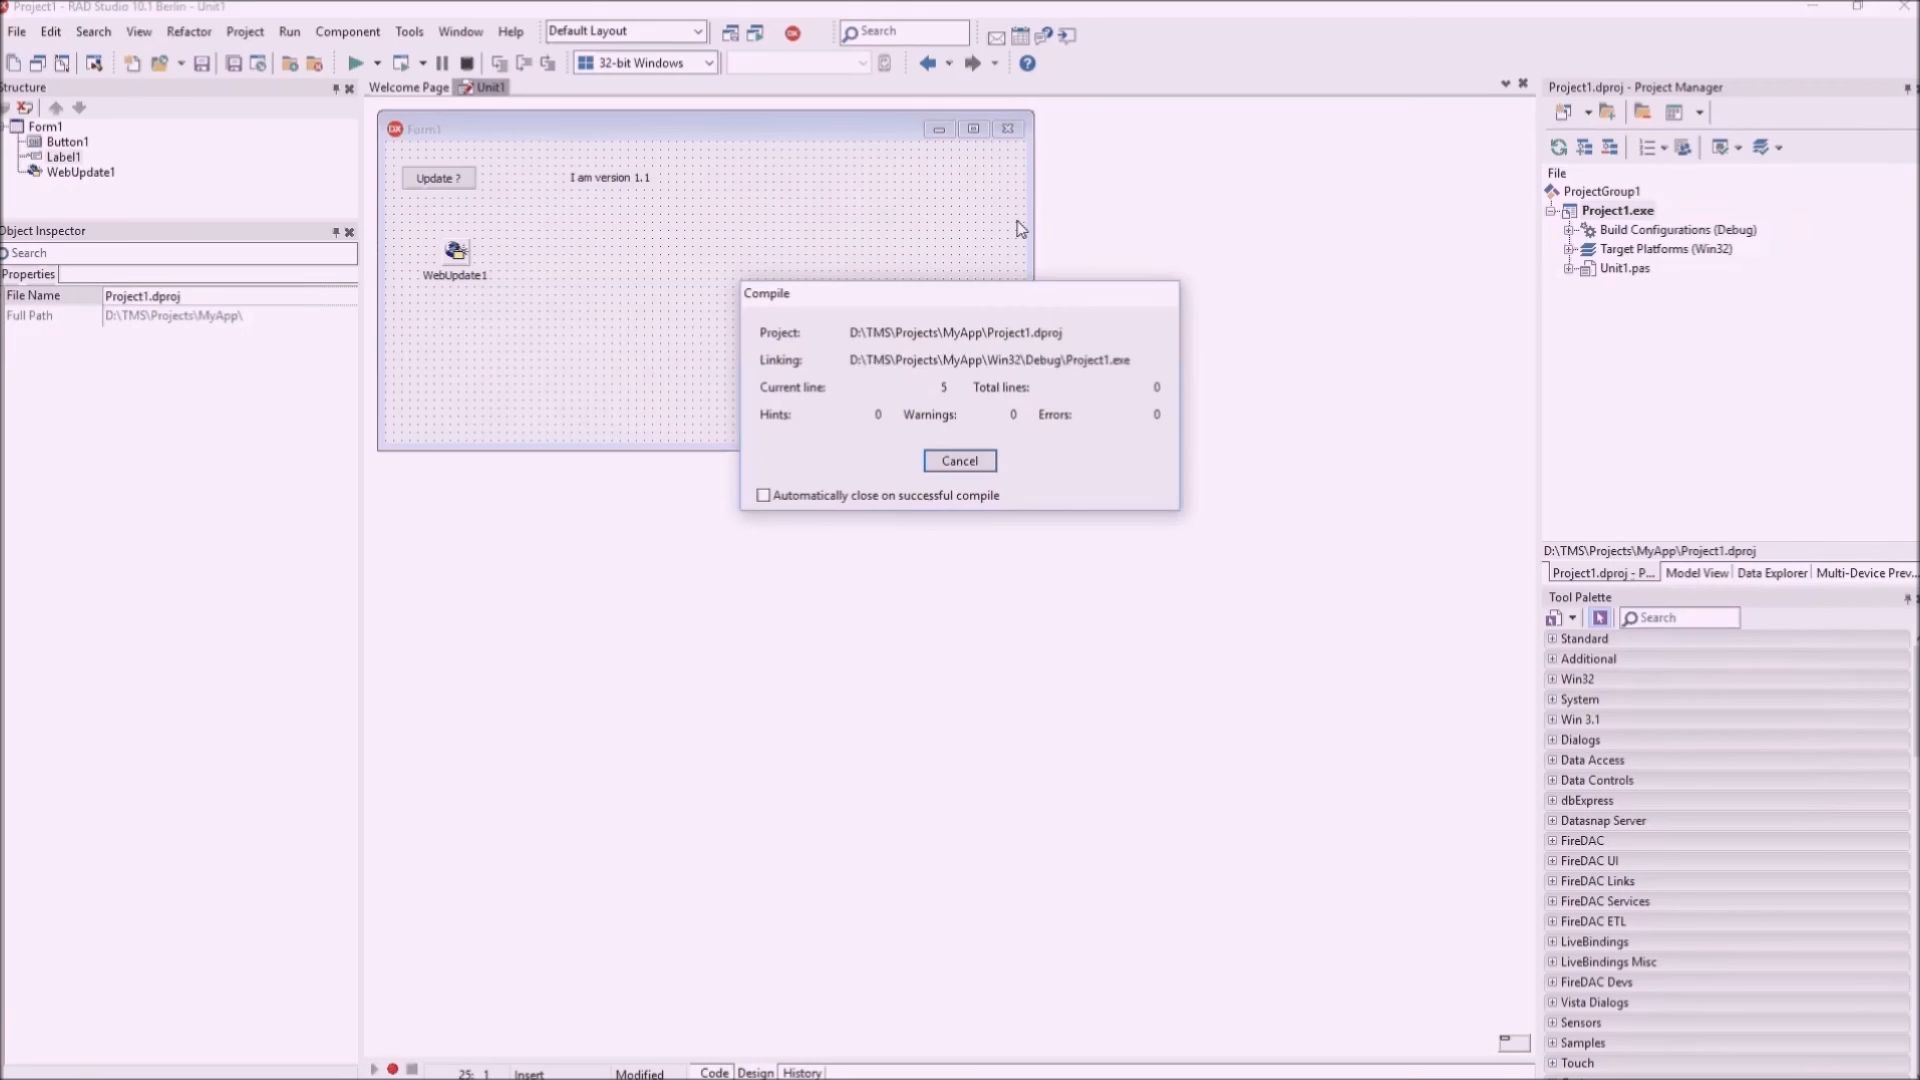 Project1 - RAD Studio 10.1 Berlin - Unit1
File Edit Search View Refactor Project Run Component Tools Window Help
Default Layout
Search
32-bit Windows
Structure
Form1
Button1
Label1
WebUpdate1
Object Inspector
Search
Properties
File Name Project1.dproj
Full Path D:\TMS\Projects\MyApp\
Welcome Page Unit1
Form1
Update ?
I am version 1.1
WebUpdate1
Compile
Project: D:\TMS\Projects\MyApp\Project1.dproj
Linking: D:\TMS\Projects\MyApp\Win32\Debug\Project1.exe
Current line: 5 Total lines: 0
Hints: 0 Warnings: 0 Errors: 0
Cancel
Automatically close on successful compile
25: 1 Insert Modified Code Design History
Project1.dproj - Project Manager
File
ProjectGroup1
Project1.exe
Build Configurations (Debug)
Target Platforms (Win32)
Unit1.pas
D:\TMS\Projects\MyApp\Project1.dproj
Project1.dproj - P... Model View Data Explorer Multi-Device Prev...
Tool Palette
Search
Standard
Additional
Win32
System
Win 3.1
Dialogs
Data Access
Data Controls
dbExpress
Datasnap Server
FireDAC
FireDAC UI
FireDAC Links
FireDAC Services
FireDAC ETL
LiveBindings
LiveBindings Misc
FireDAC Devs
Vista Dialogs
Sensors
Samples
Touch